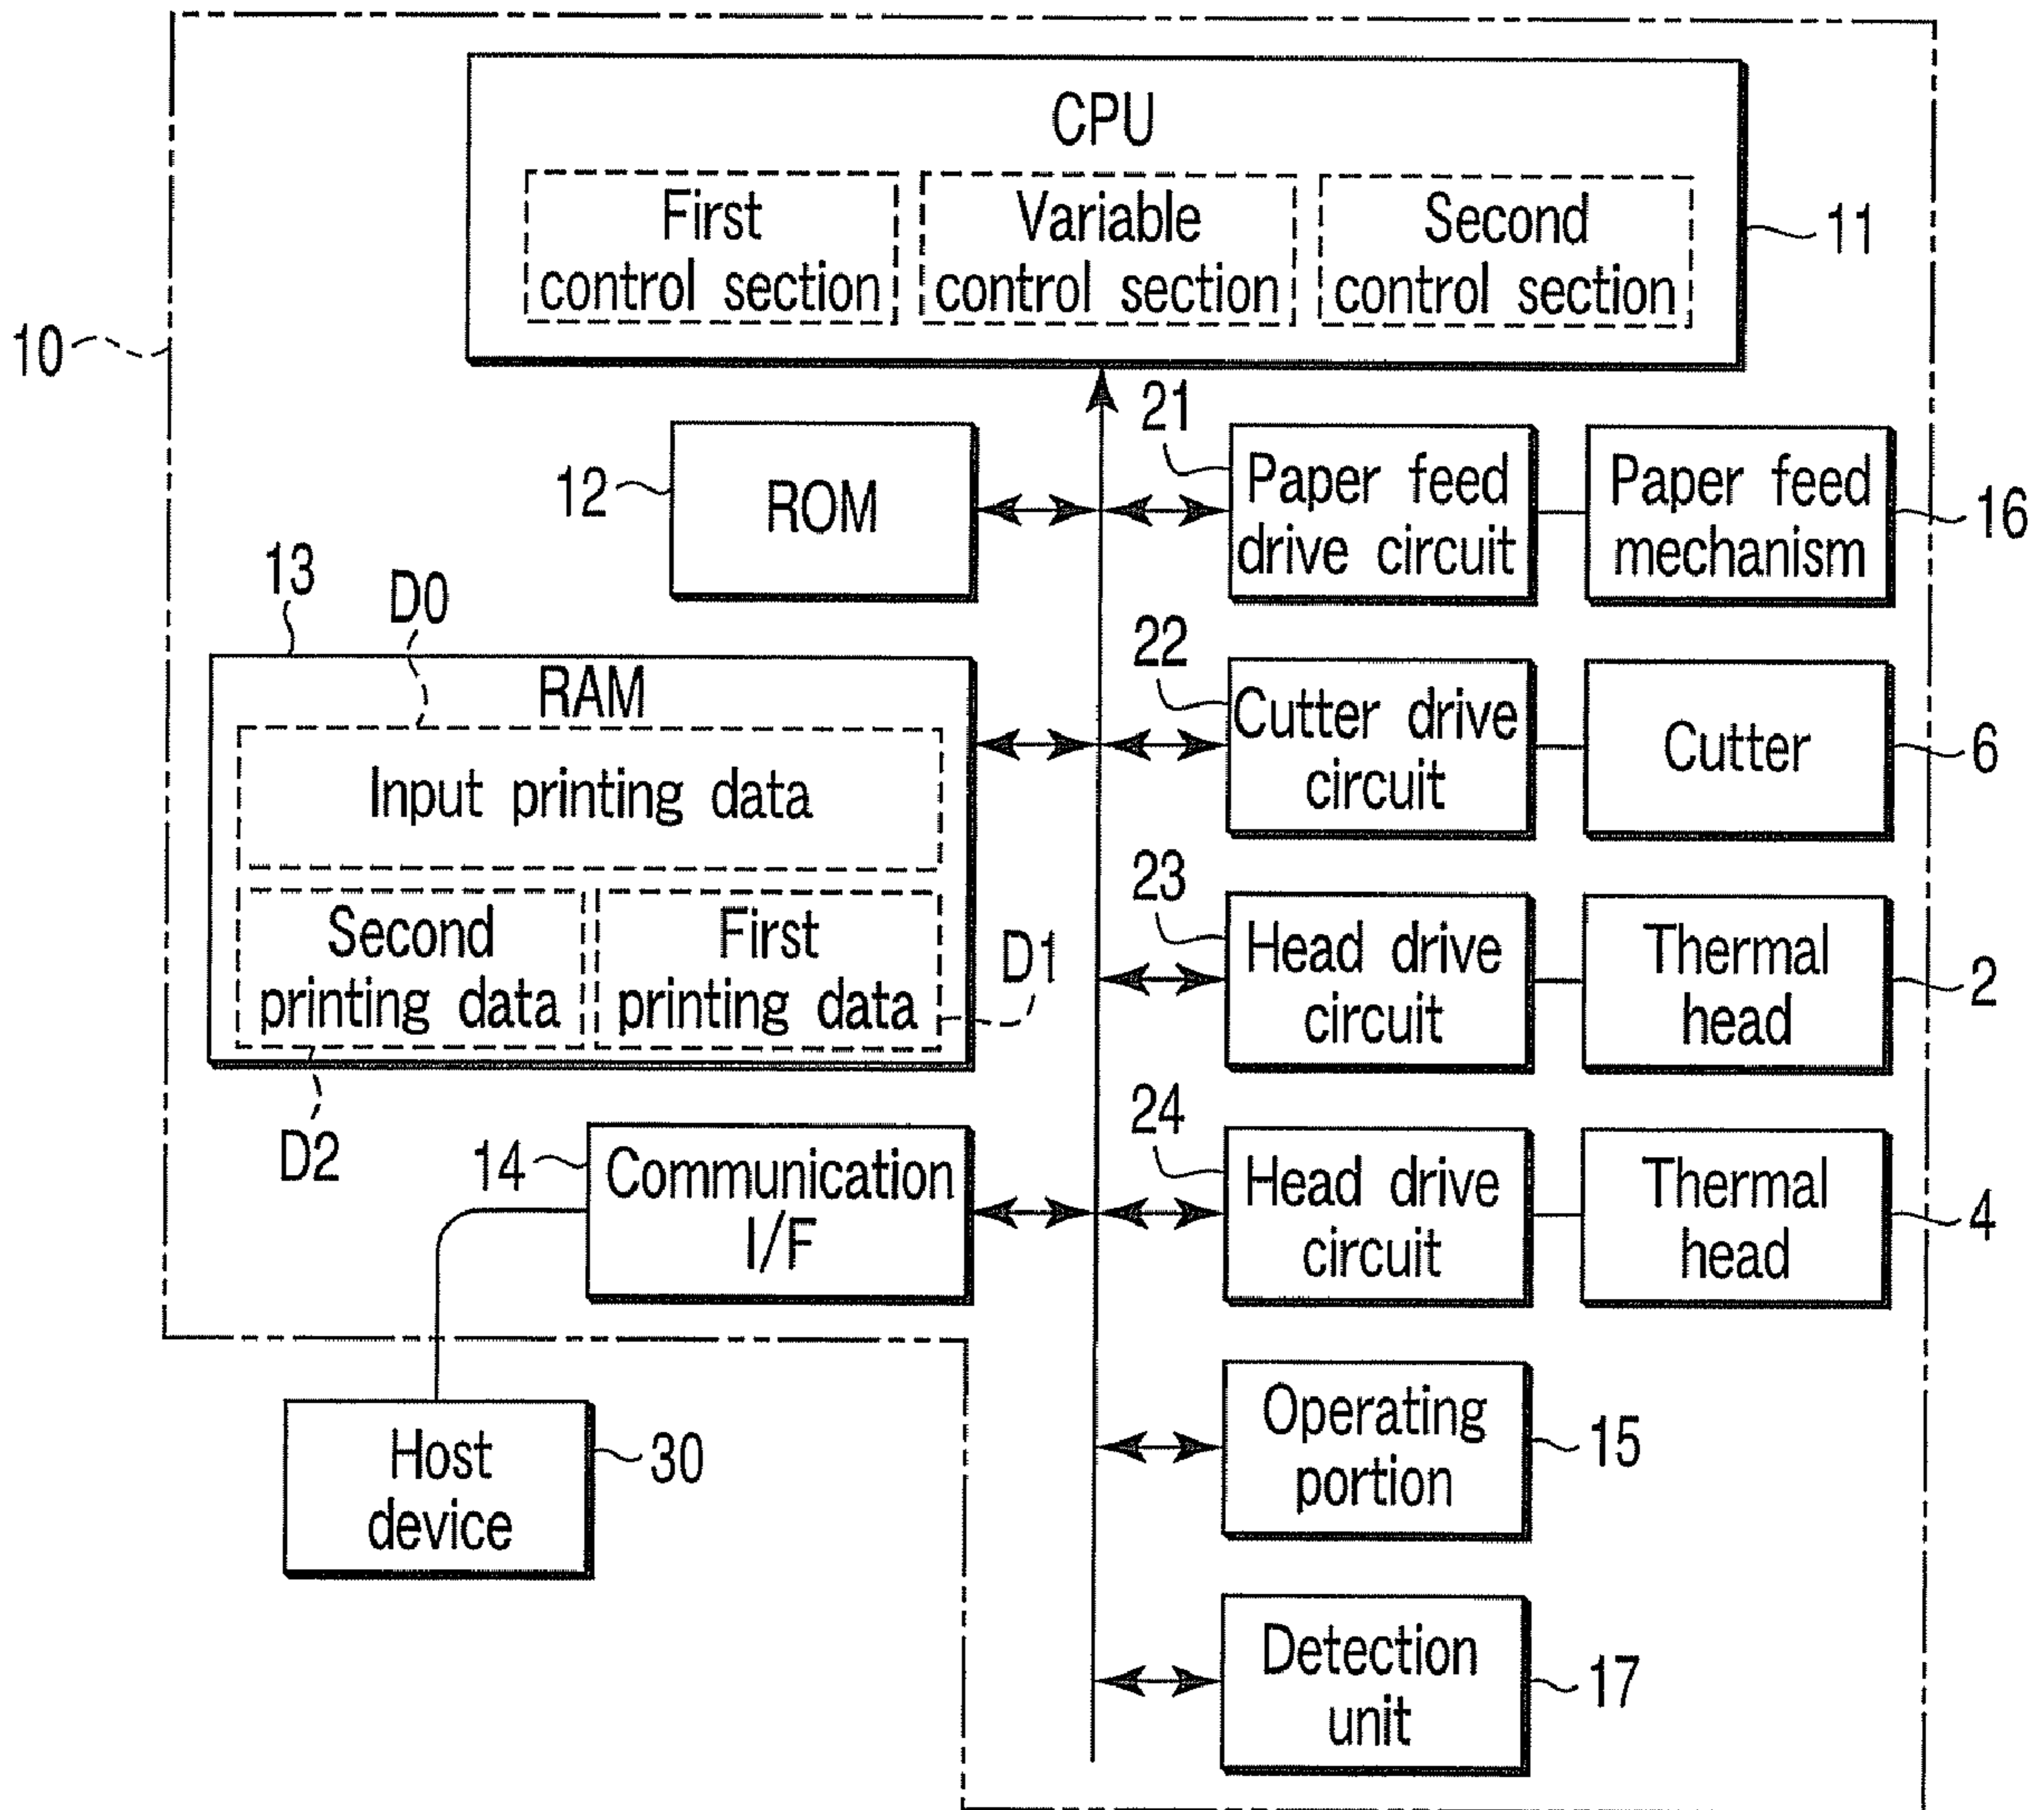 CPU
First
control section
Variable
control section
Second
control section
11
10
12
ROM
21
Paper feed
drive circuit
Paper feed
mechanism
16
13
D0
RAM
Input printing data
Second
printing data
First
printing data
D1
D2
22
Cutter drive
circuit
Cutter
6
23
Head drive
circuit
Thermal
head
2
14
Communication
I/F
24
Head drive
circuit
Thermal
head
4
Host
device
30
Operating
portion
15
Detection
unit
17